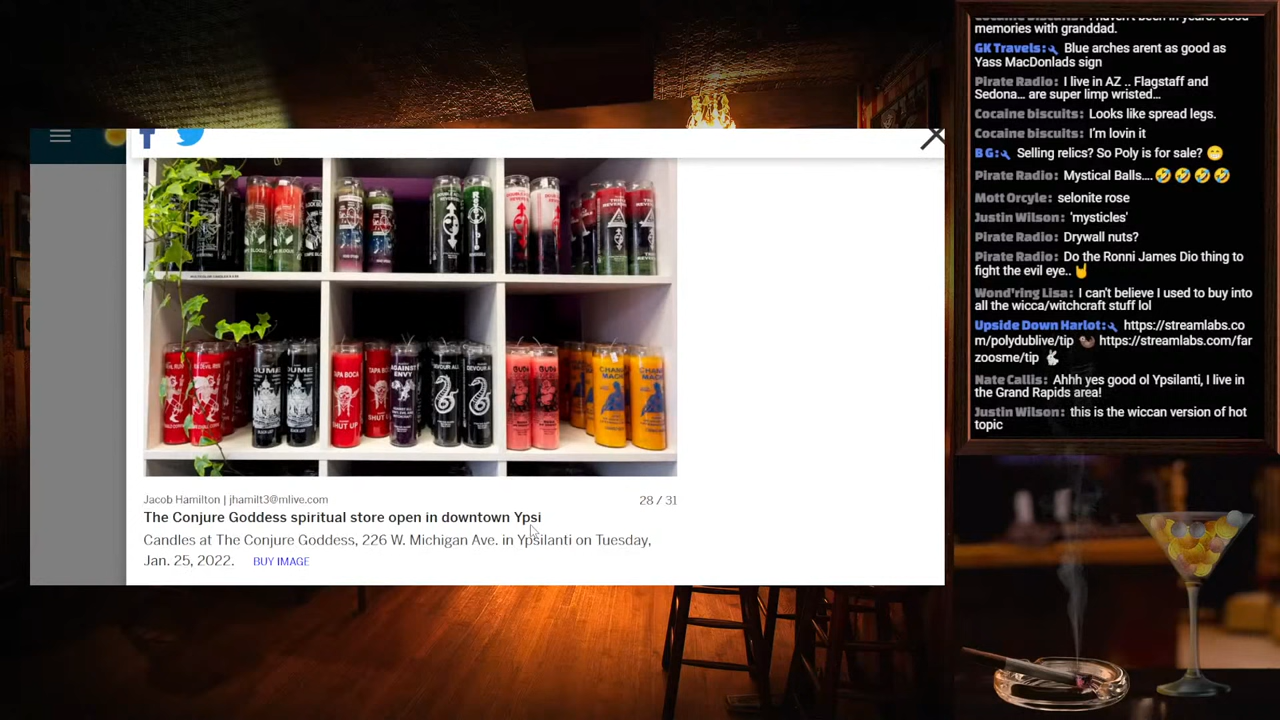 Cocaine biscuits: I haven't been in years. Good
memories with granddad.
GK Travels: Blue arches arent as good as
Yass MacDonlads sign
Pirate Radio: I live in AZ .. Flagstaff and
Sedona... are super limp wristed...
Cocaine biscuits: Looks like spread legs.
Cocaine biscuits: I'm lovin it
B G: Selling relics? So Poly is for sale? 😁
Pirate Radio: Mystical Balls.... 🤣🤣🤣🤣
Mott Orcyle: selonite rose
Justin Wilson: 'mysticles'
Pirate Radio: Drywall nuts?
Pirate Radio: Do the Ronni James Dio thing to
fight the evil eye.. 🤘
Wond'ring Lisa: I can't believe I used to buy into
all the wicca/witchcraft stuff lol
Upside Down Harlot: https://streamlabs.co
m/polydublive/tip https://streamlabs.com/far
zoosme/tip
Nate Callis: Ahhh yes good ol Ypsilanti, I live in
the Grand Rapids area!
Justin Wilson: this is the wiccan version of hot
topic
TAPA BOCA
SHUT UP
AGAINST
ENVY
DEVOUR ALL
Jacob Hamilton | jhamilt3@mlive.com
28 / 31
The Conjure Goddess spiritual store open in downtown Ypsi
Candles at The Conjure Goddess, 226 W. Michigan Ave. in Ypsilanti on Tuesday,
Jan. 25, 2022. BUY IMAGE